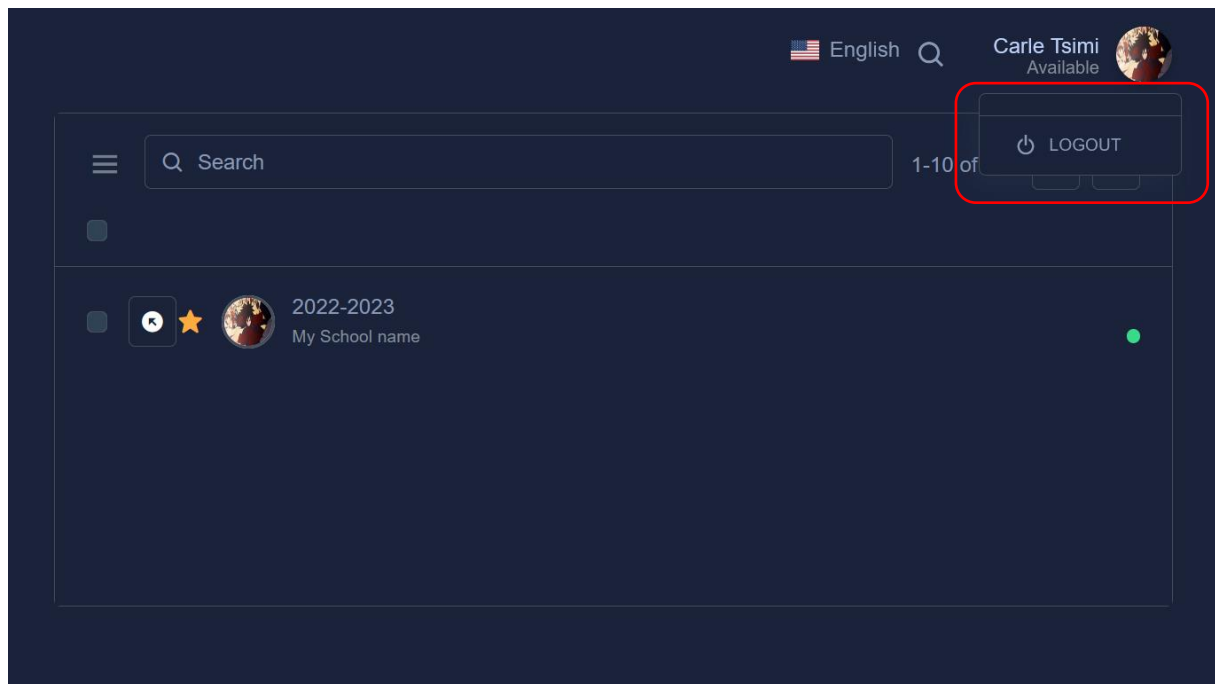 English
Carle Tsimi
Available
LOGOUT
Search
1-10 of
2022-2023
My School name